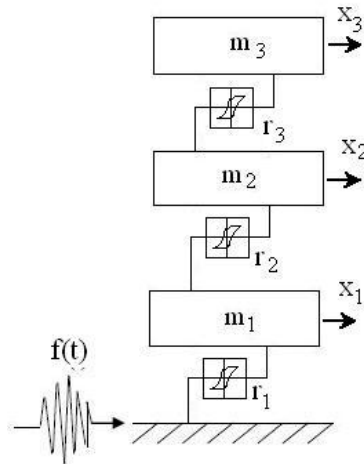 x₃
m₃
r₃
x₂
m₂
r₂
x₁
m₁
f(t)
r₁